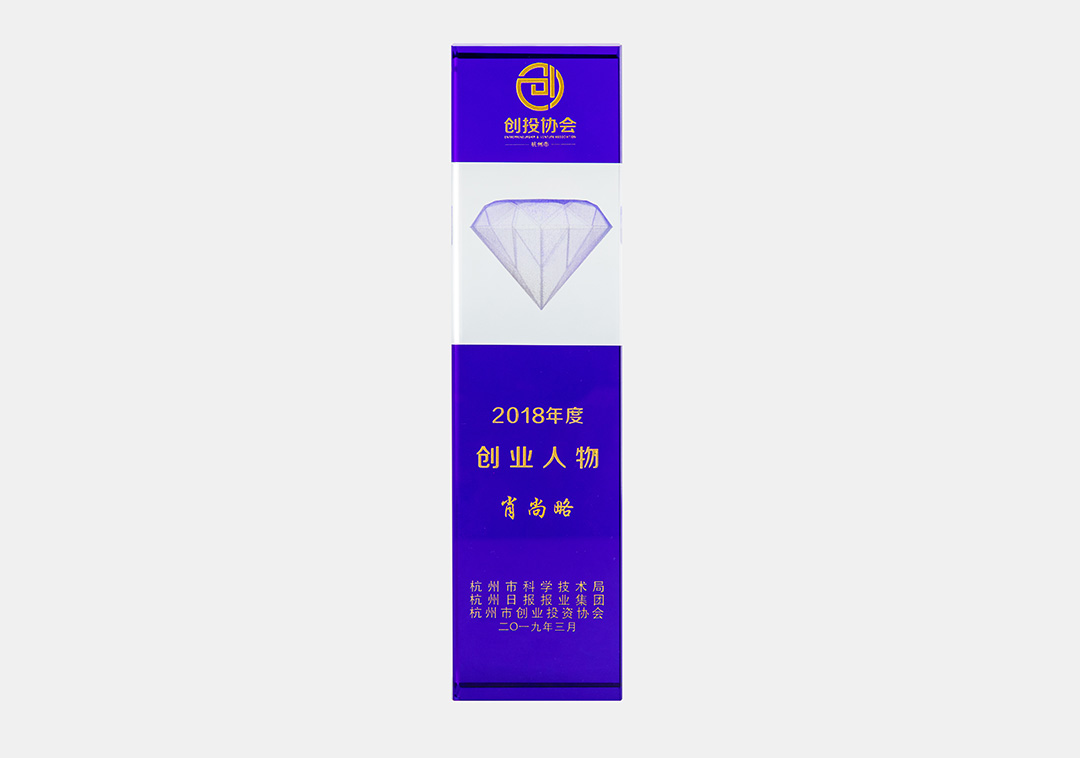 创投协会
杭州市
2018年度
创业人物
肖尚略
杭州市科学技术局
杭州日报报业集团
杭州市创业投资协会
二〇一九年三月